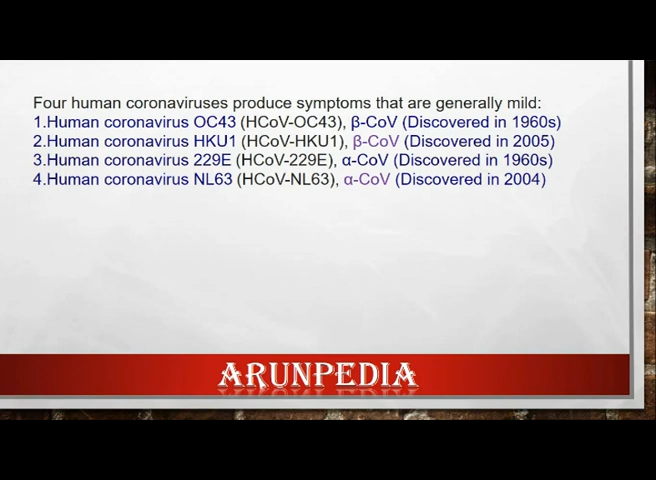 Four human coronaviruses produce symptoms that are generally mild:
1.Human coronavirus OC43 (HCoV-OC43), β-CoV (Discovered in 1960s)
2.Human coronavirus HKU1 (HCoV-HKU1), β-CoV (Discovered in 2005)
3.Human coronavirus 229E (HCoV-229E), α-CoV (Discovered in 1960s)
4.Human coronavirus NL63 (HCoV-NL63), α-CoV (Discovered in 2004)
ARUNPEDIA